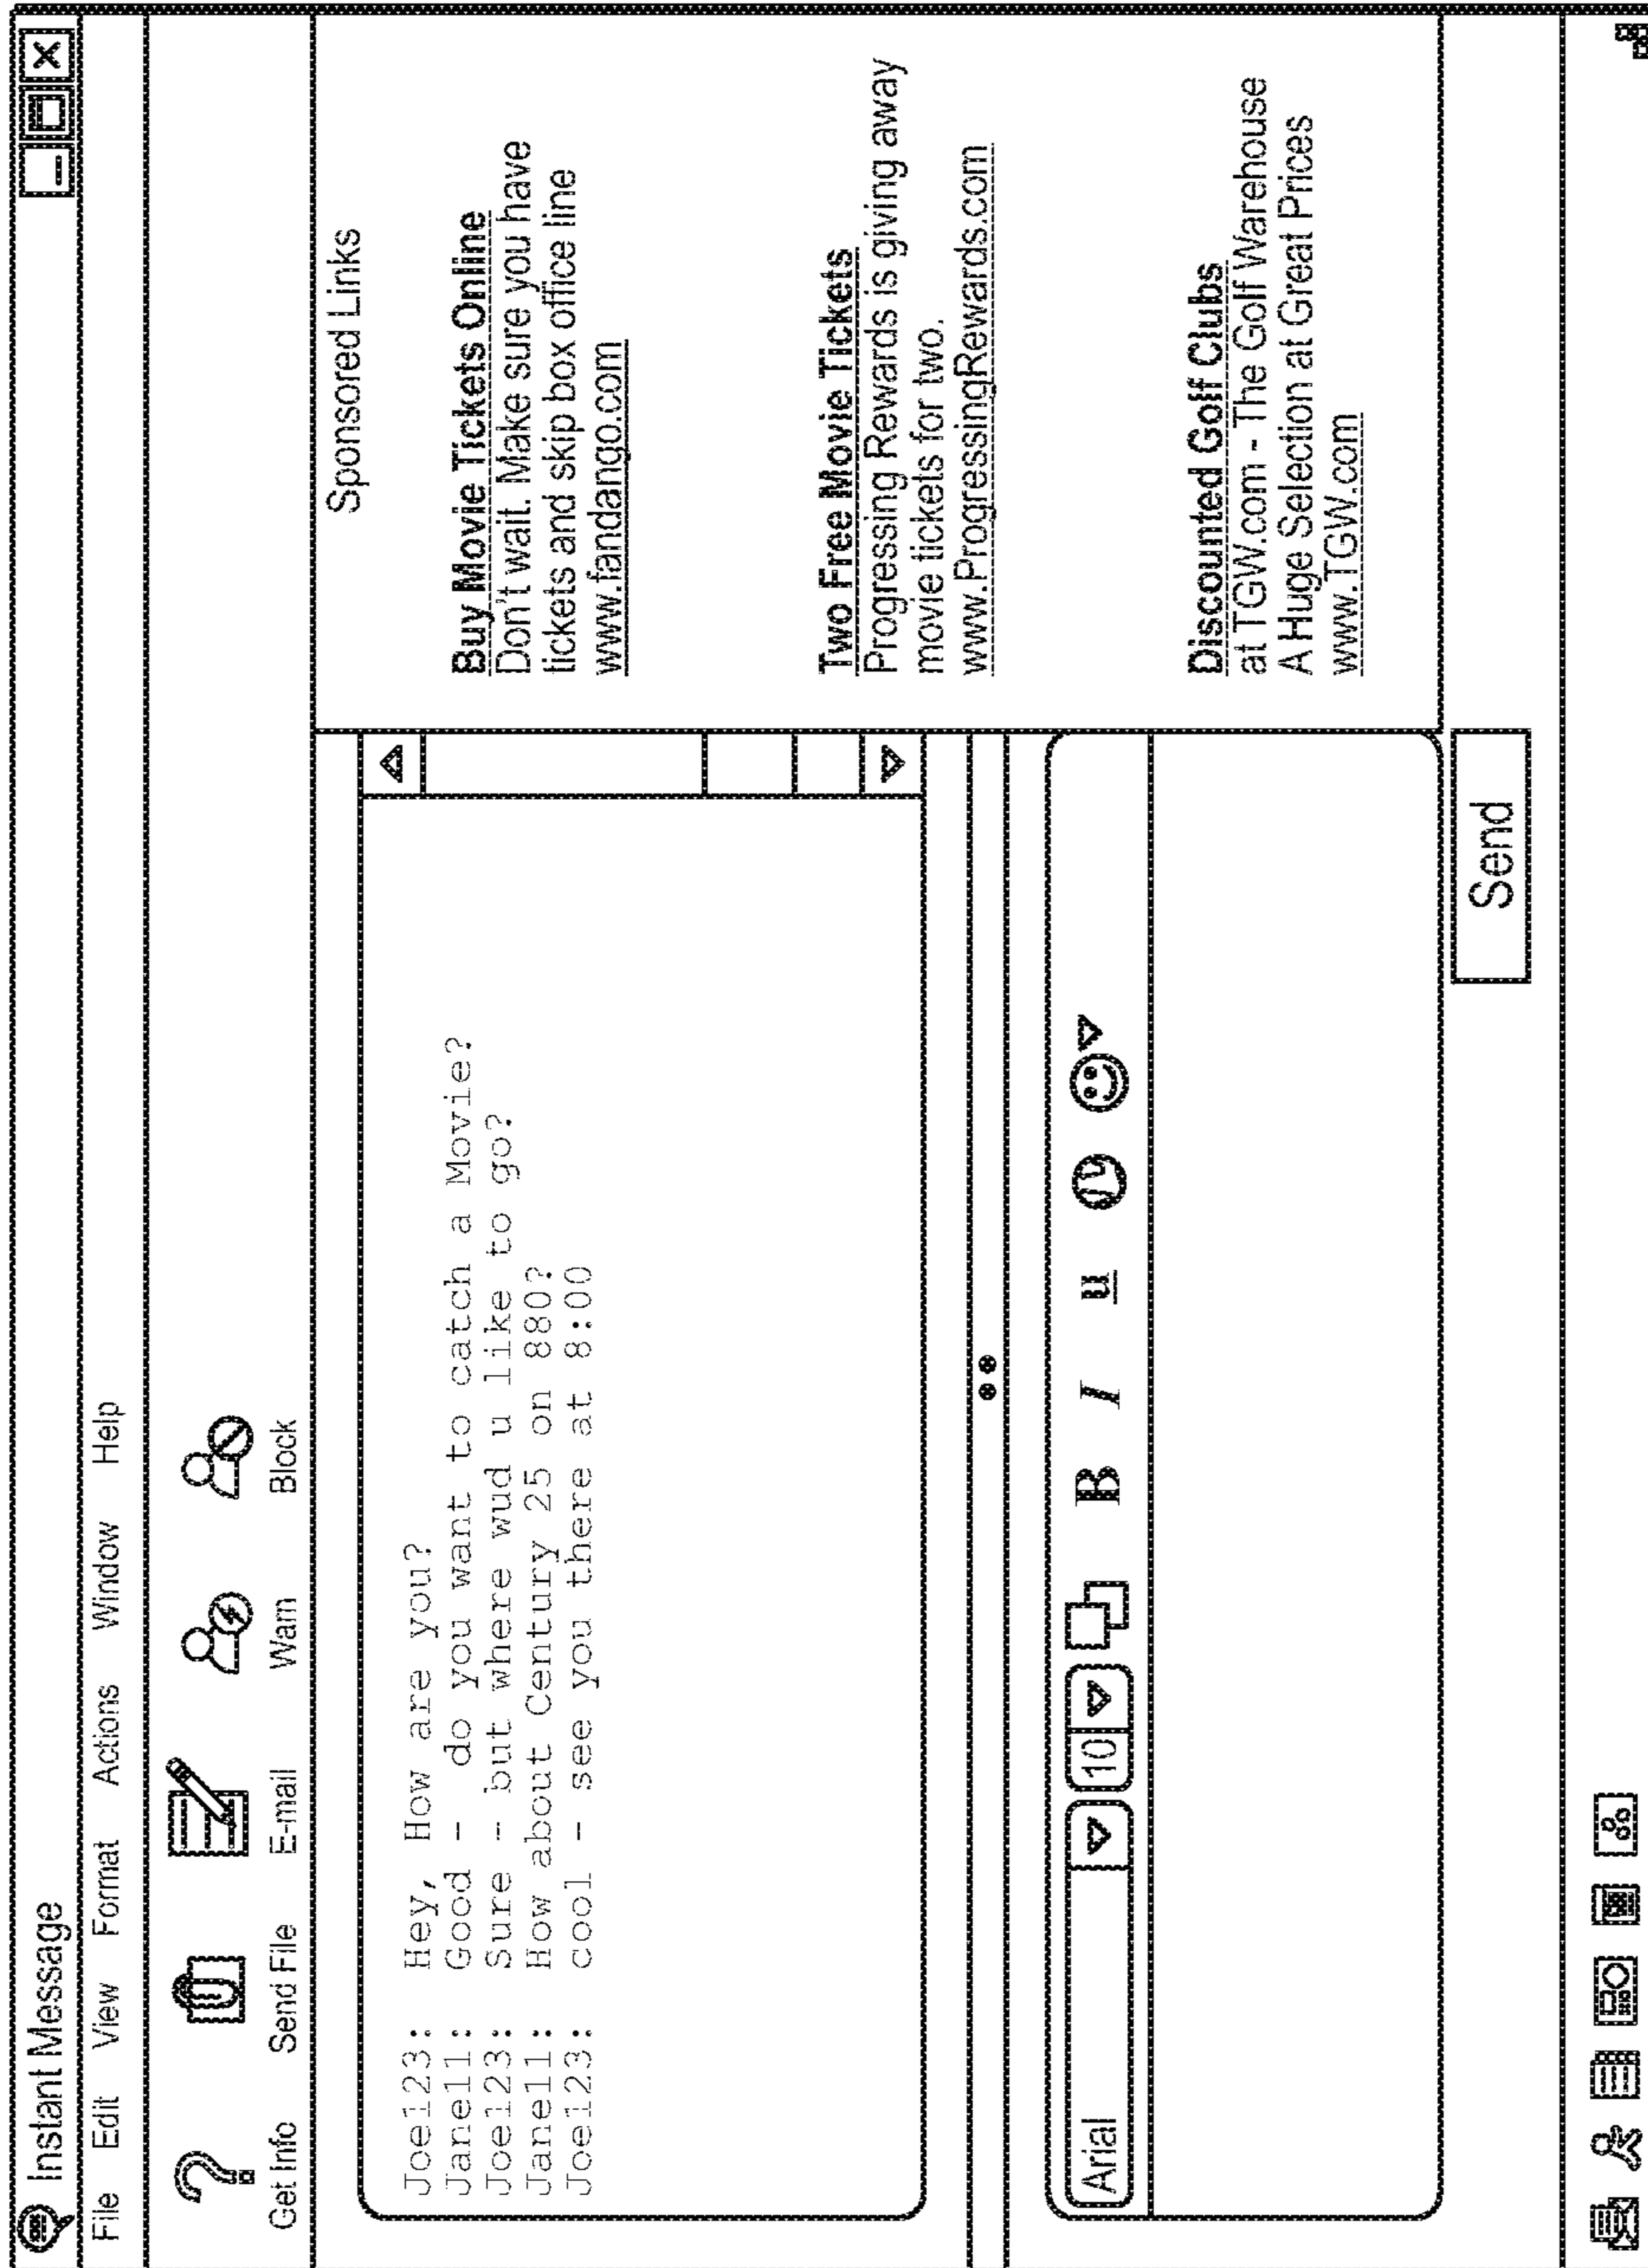 Instant Message
File Edit View Format Actions Window Help
Get Info Send File E-mail Warn Block
Joe123: Hey, How are you?
Jane11: Good - do you want to catch a Movie?
Joe123: Sure - but where wud u like to go?
Jane11: How about Century 25 on 880?
Joe123: cool - see you there at 8:00
Sponsored Links
Buy Movie Tickets Online
Don't wait. Make sure you have
tickets and skip box office line
www.fandango.com
Two Free Movie Tickets
Progressing Rewards is giving away
movie tickets for two.
www.ProgressingRewards.com
Discounted Golf Clubs
at TGW.com - The Golf Warehouse
A Huge Selection at Great Prices
www.TGW.com
Arial 10 B I u
Send